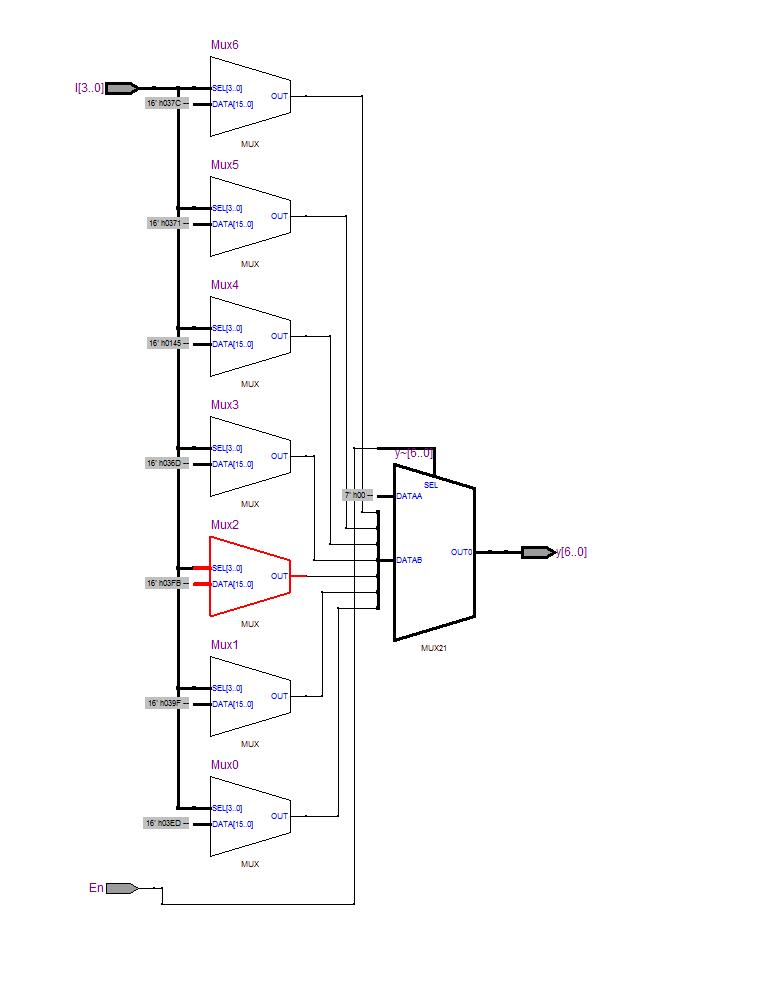 Mux6
I[3..0]
SEL[3..0]
OUT
16' h037C
DATA[15..0]
MUX
Mux5
SEL[3..0]
OUT
16' h0371
DATA[15..0]
MUX
Mux4
SEL[3..0]
OUT
16' h0145
DATA[15..0]
MUX
Mux3
SEL[3..0]
OUT
16' h036D
DATA[15..0]
MUX
y~[6..0]
SEL
7' h00
DATAA
DATAB
OUT0
y[6..0]
MUX21
Mux2
SEL[3..0]
OUT
16' h03FB
DATA[15..0]
MUX
Mux1
SEL[3..0]
OUT
16' h039F
DATA[15..0]
MUX
Mux0
SEL[3..0]
OUT
16' h03ED
DATA[15..0]
MUX
En